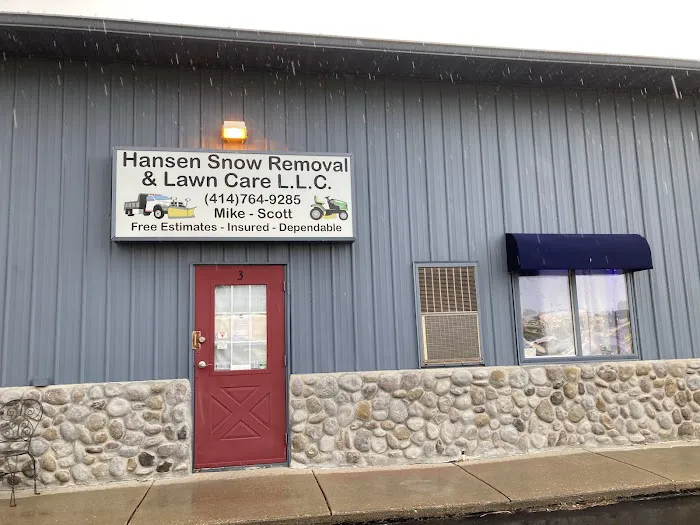 Hansen Snow Removal
& Lawn Care L.L.C.
(414)764-9285
Mike - Scott
Free Estimates - Insured - Dependable
3